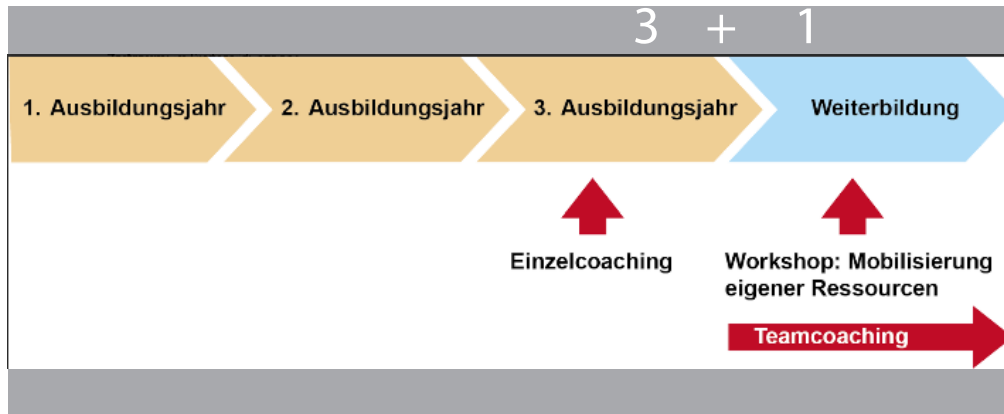 3 + 1
1. Ausbildungsjahr
2. Ausbildungsjahr
3. Ausbildungsjahr
Weiterbildung
Einzelcoaching
Workshop: Mobilisierung
eigener Ressourcen
Teamcoaching